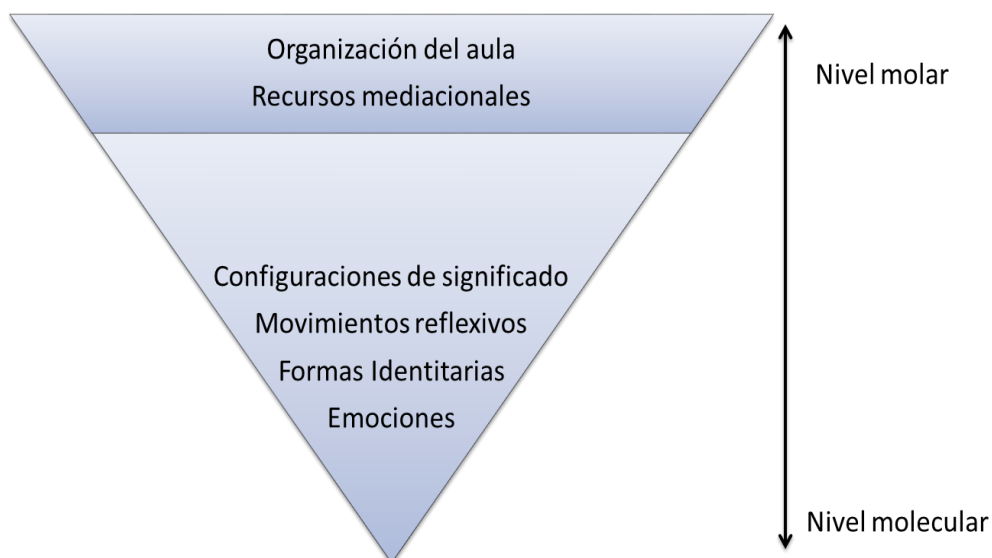 Organización del aula
Recursos mediacionales
Nivel molar
Configuraciones de significado
Movimientos reflexivos
Formas Identitarias
Emociones
Nivel molecular